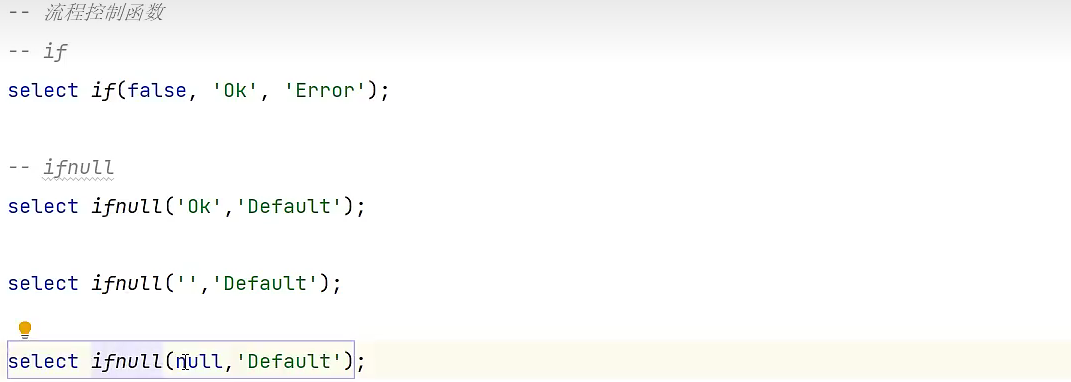 -- 流程控制函数
-- if
select if(false, 'Ok', 'Error');
-- ifnull
select ifnull('Ok','Default');
select ifnull('','Default');
select ifnull(null,'Default');